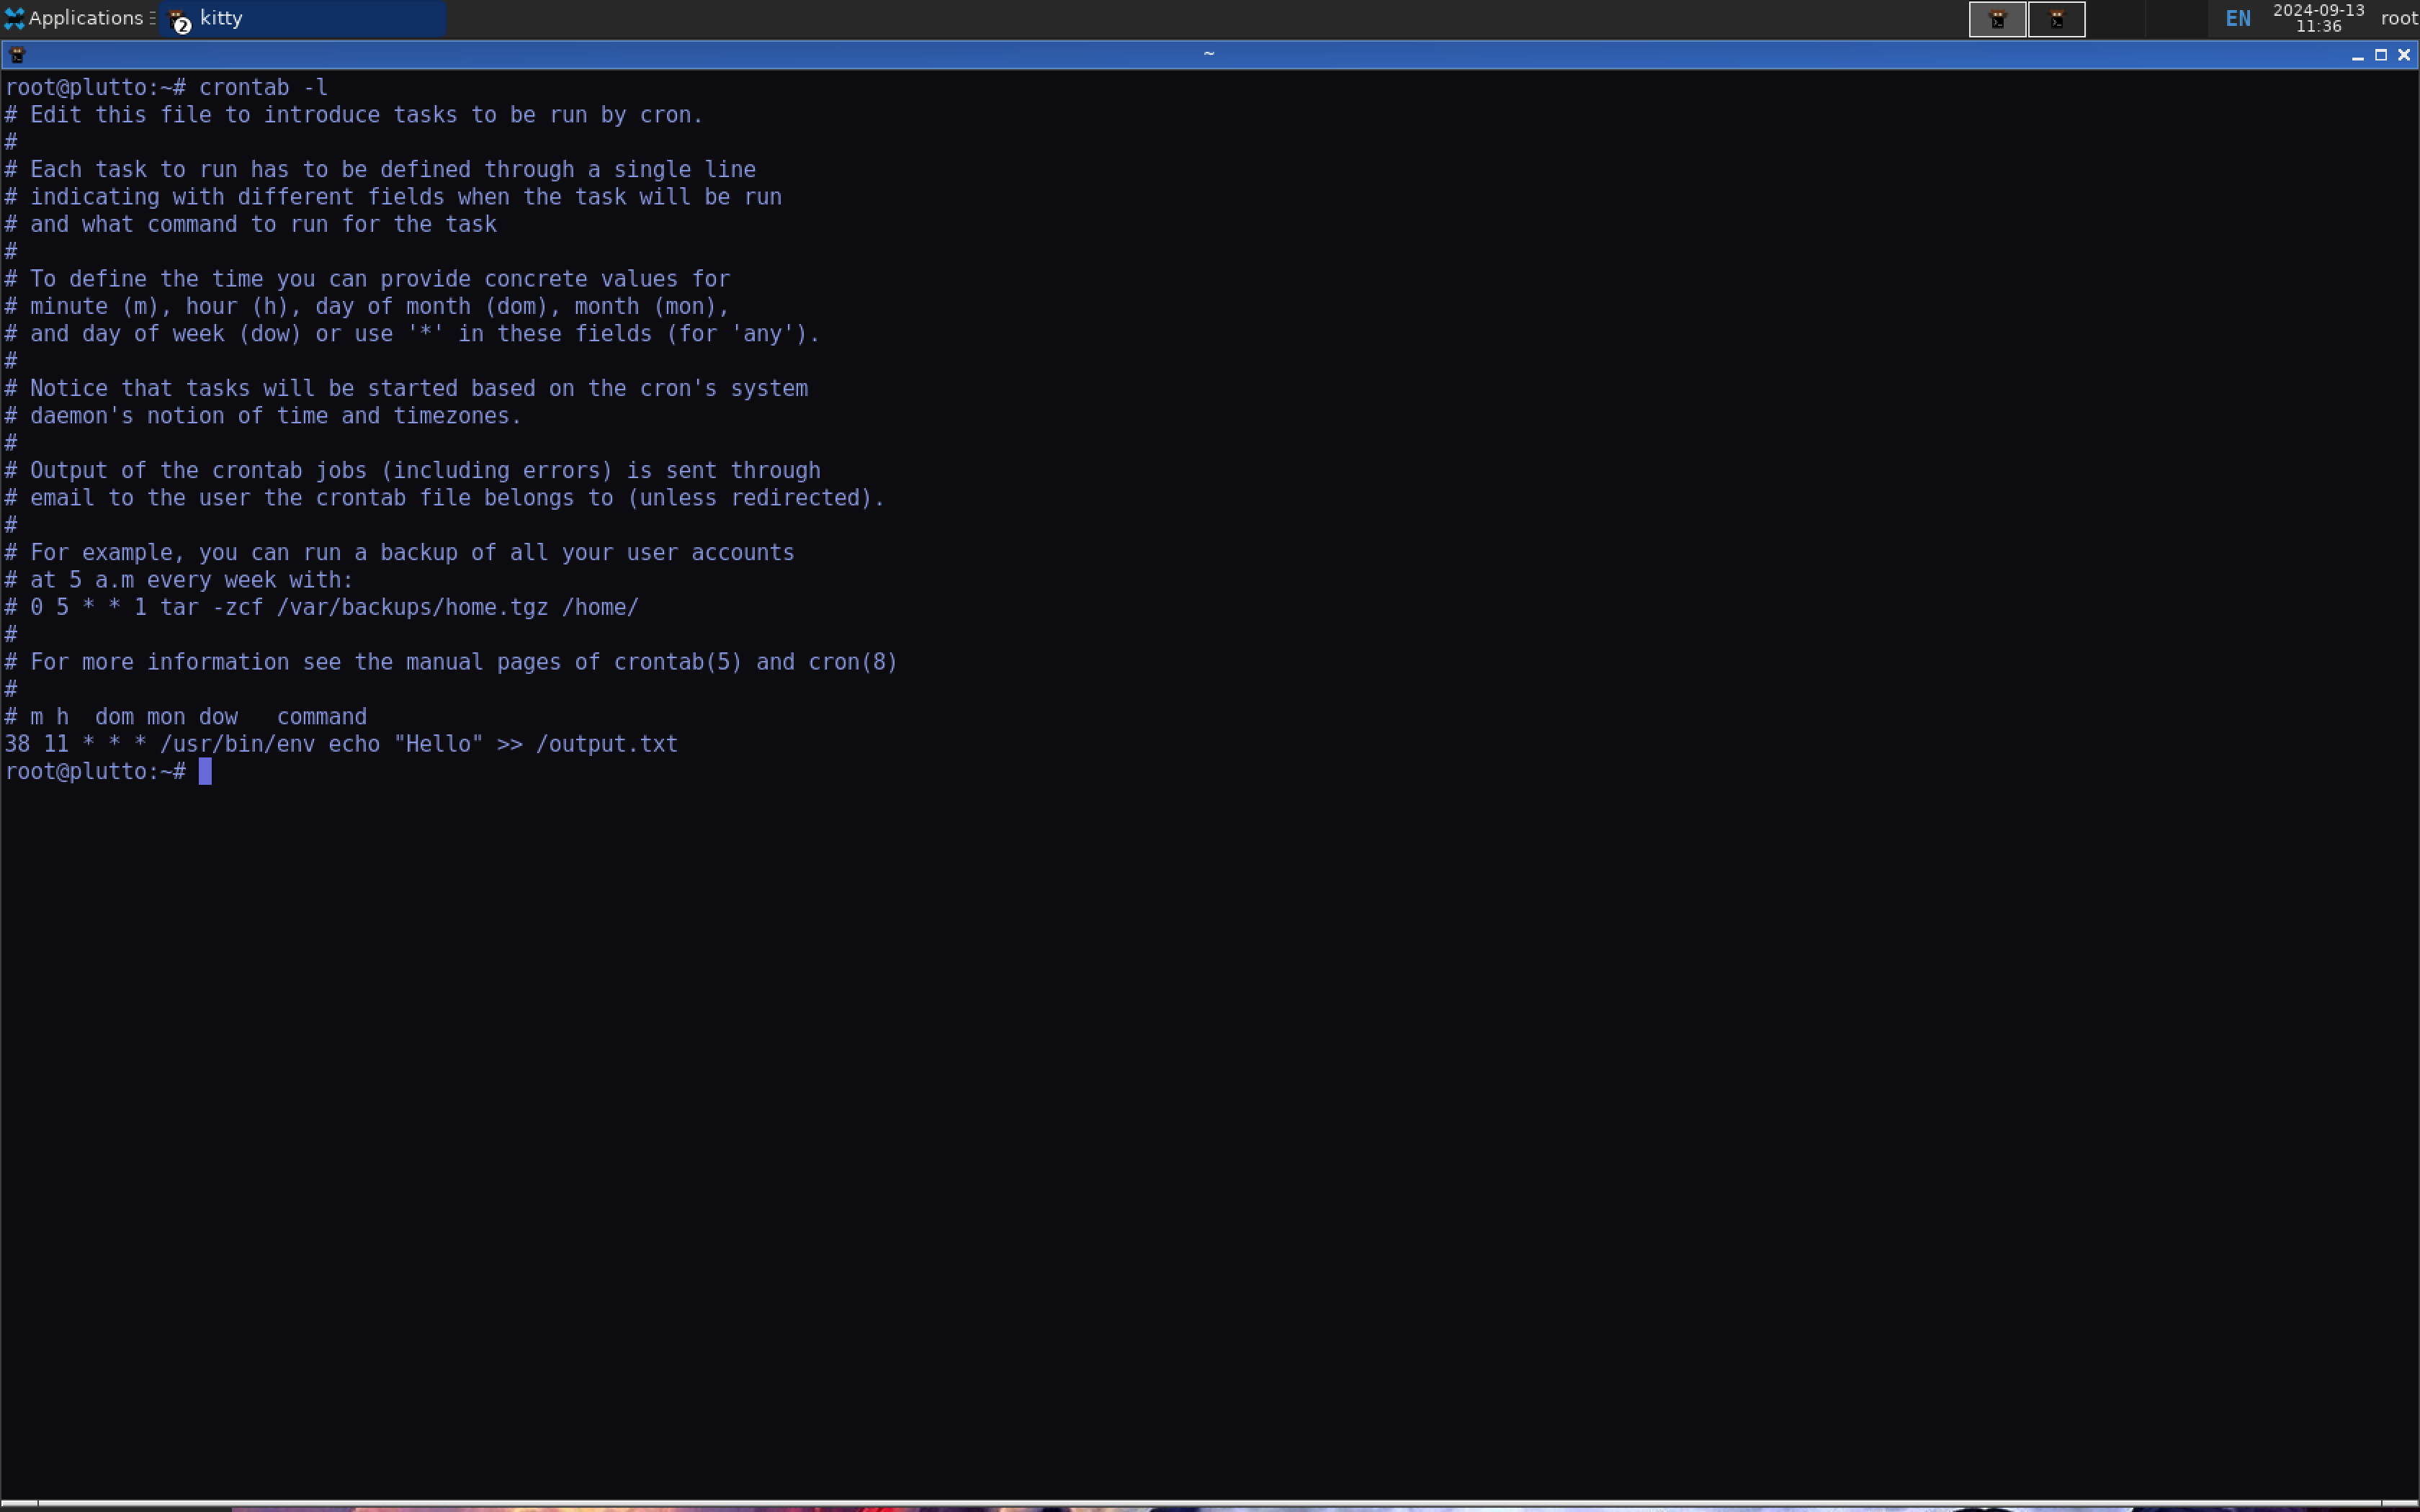 Applications
2
kitty
EN
2024-09-13
11:36
root
~
root@plutto:~# crontab -l
# Edit this file to introduce tasks to be run by cron.
#
# Each task to run has to be defined through a single line
# indicating with different fields when the task will be run
# and what command to run for the task
#
# To define the time you can provide concrete values for
# minute (m), hour (h), day of month (dom), month (mon),
# and day of week (dow) or use '*' in these fields (for 'any').
#
# Notice that tasks will be started based on the cron's system
# daemon's notion of time and timezones.
#
# Output of the crontab jobs (including errors) is sent through
# email to the user the crontab file belongs to (unless redirected).
#
# For example, you can run a backup of all your user accounts
# at 5 a.m every week with:
# 0 5 * * 1 tar -zcf /var/backups/home.tgz /home/
#
# For more information see the manual pages of crontab(5) and cron(8)
#
# m h  dom mon dow   command
38 11 * * * /usr/bin/env echo "Hello" >> /output.txt
root@plutto:~#